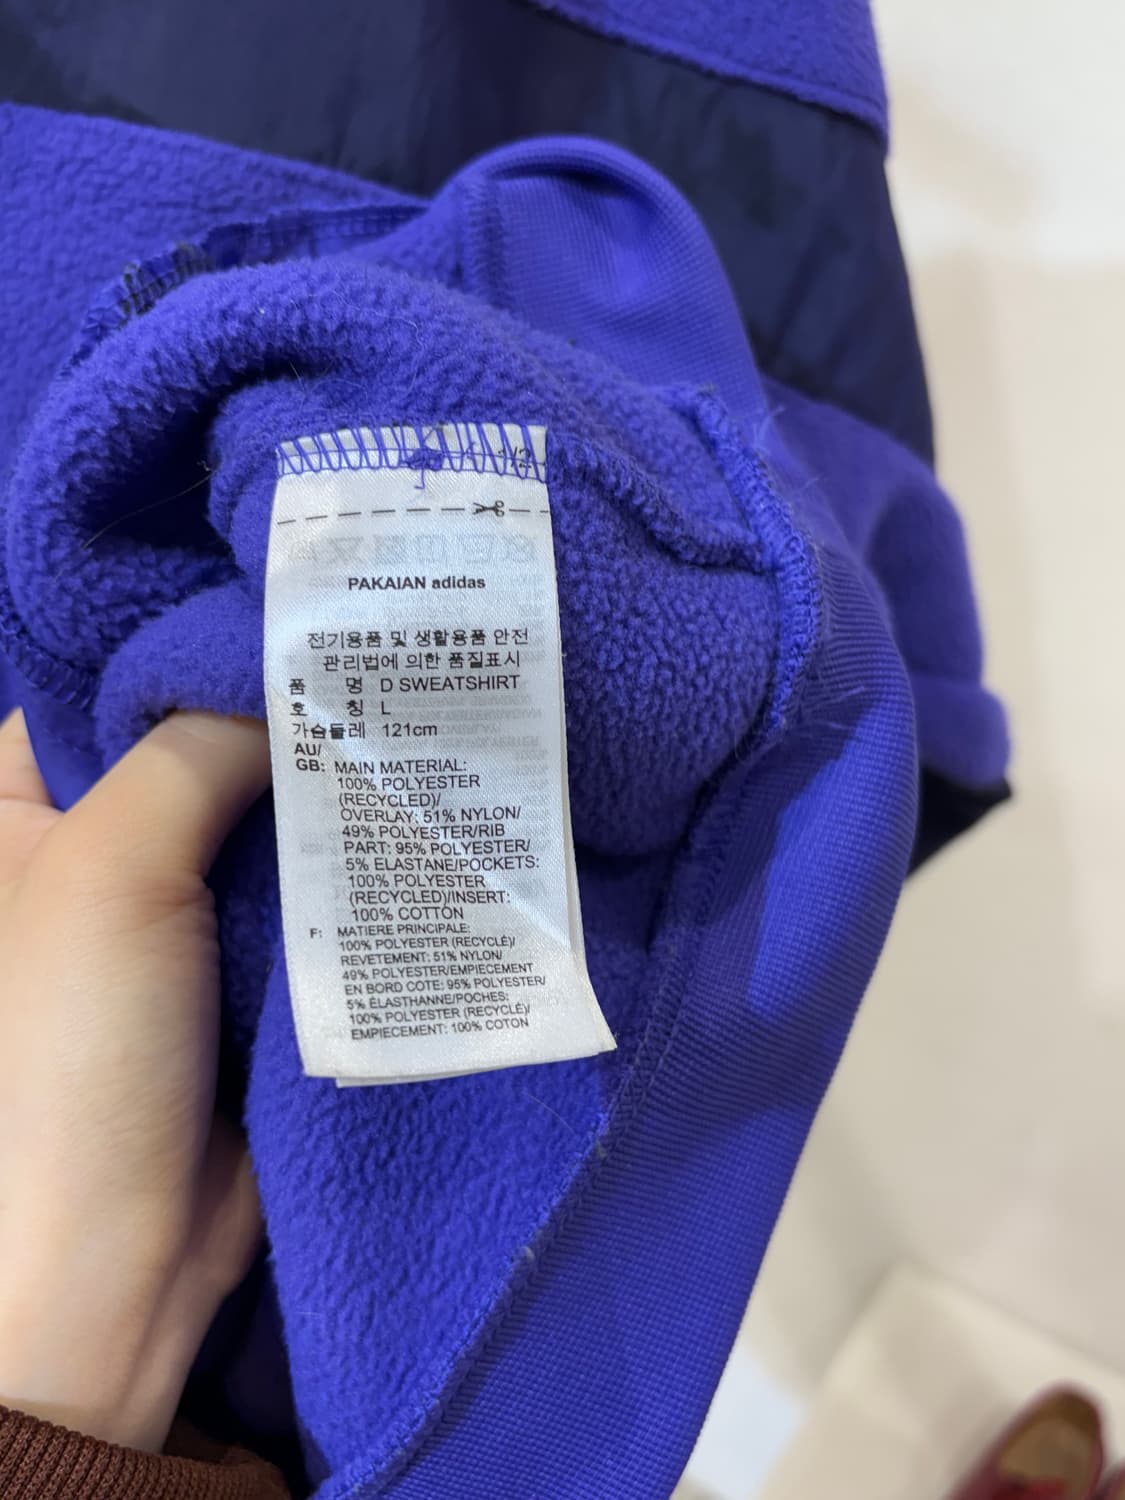 PAKAIAN adidas
전기용품 및 생활용품 안전
관리법에 의한 품질표시
품 명 D SWEATSHIRT
호 칭 L
가슴둘레 121cm
AU/
GB: MAIN MATERIAL:
100% POLYESTER
(RECYCLED)/
OVERLAY: 51% NYLON/
49% POLYESTER/RIB
PART: 95% POLYESTER/
5% ELASTANE/POCKETS:
100% POLYESTER
(RECYCLED)/INSERT:
100% COTTON
F: MATIERE PRINCIPALE:
100% POLYESTER (RECYCLÉ)/
REVETEMENT: 51% NYLON/
49% POLYESTER/EMPIECEMENT
EN BORD COTE: 95% POLYESTER/
5% ÉLASTHANNE/POCHES:
100% POLYESTER (RECYCLÉ)/
EMPIECEMENT: 100% COTON